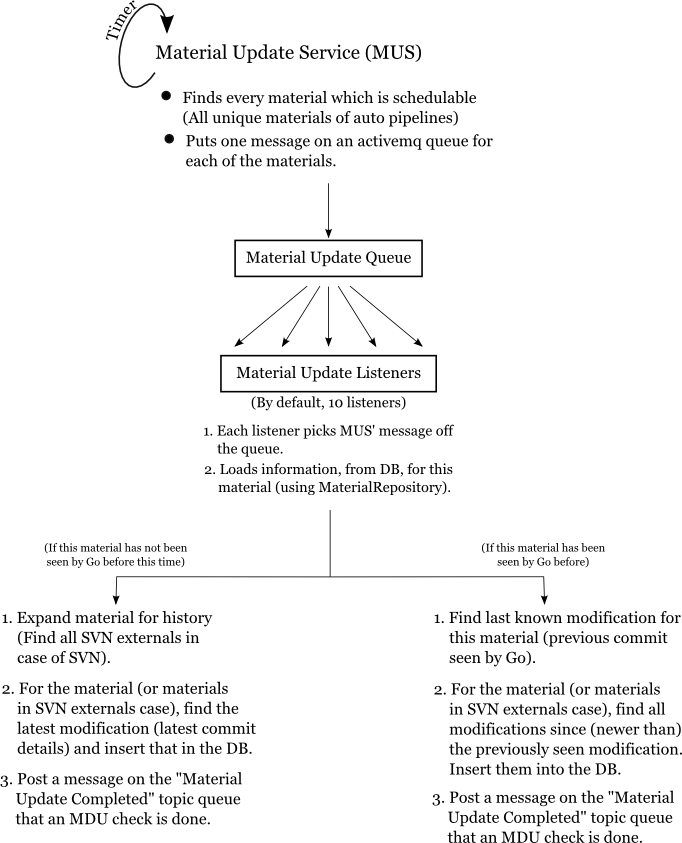 Timer
Material Update Service (MUS)
● Finds every material which is schedulable
(All unique materials of auto pipelines)
● Puts one message on an activemq queue for
each of the materials.
Material Update Queue
Material Update Listeners
(By default, 10 listeners)
1. Each listener picks MUS' message off
the queue.
2. Loads information, from DB, for this
material (using MaterialRepository).
(If this material has not been
seen by Go before this time)
1. Expand material for history
(Find all SVN externals in
case of SVN).
2. For the material (or materials
in SVN externals case), find the
latest modification (latest commit
details) and insert that in the DB.
3. Post a message on the "Material
Update Completed" topic queue
that an MDU check is done.
(If this material has been
seen by Go before)
1. Find last known modification for
this material (previous commit
seen by Go).
2. For the material (or materials
in SVN externals case), find all
modifications since (newer than)
the previously seen modification.
Insert them into the DB.
3. Post a message on the "Material
Update Completed" topic queue
that an MDU check is done.